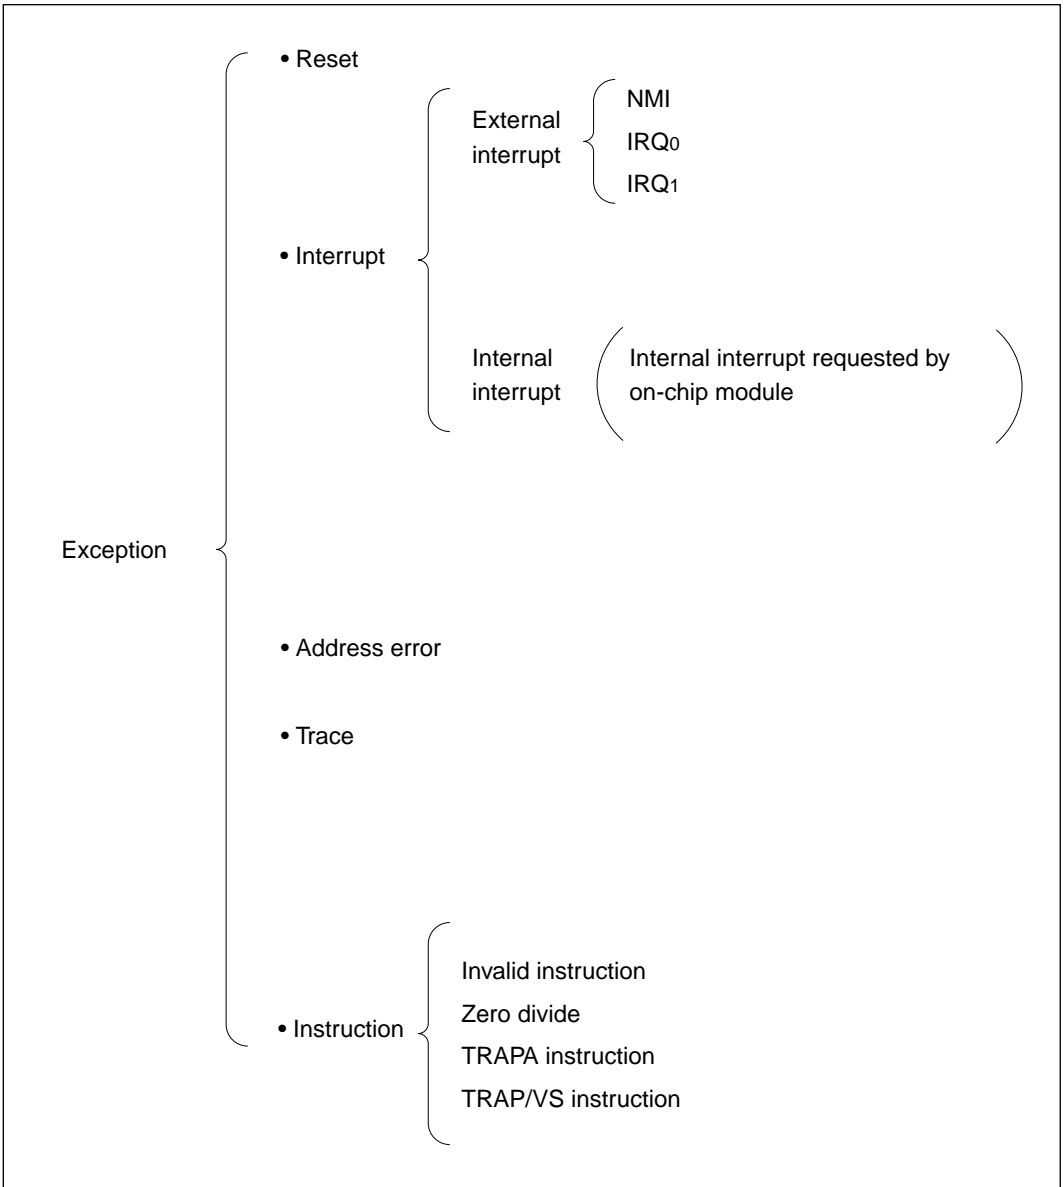 • Reset
NMI
External
interrupt
IRQ0
IRQ1
• Interrupt
Internal
interrupt
Internal interrupt requested by
on-chip module
Exception
• Address error
• Trace
• Instruction
Invalid instruction
Zero divide
TRAPA instruction
TRAP/VS instruction